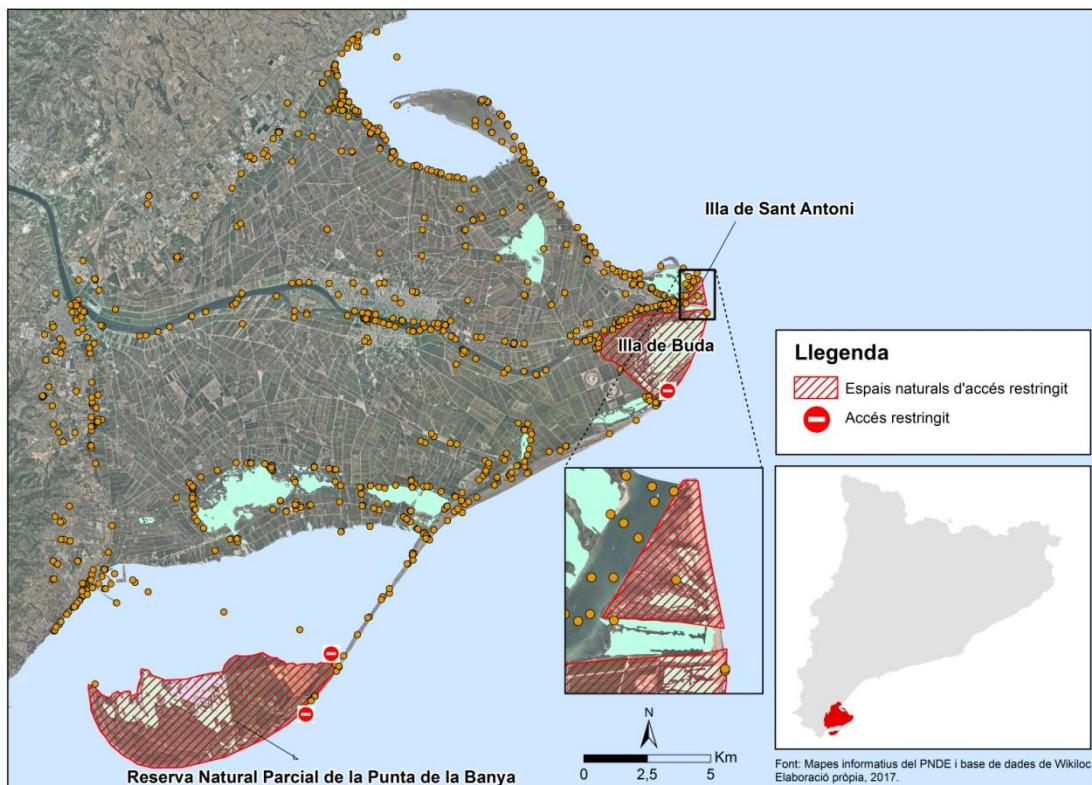 Illa de Sant Antoni
Illa de Buda
Llegenda
Espais naturals d'accés restringit
Accés restringit
Reserva Natural Parcial de la Punta de la Banya
N
Km
0 2,5 5
Font: Mapes informatius del PNDE i base de dades de Wikiloc
Elaboració pròpia, 2017.